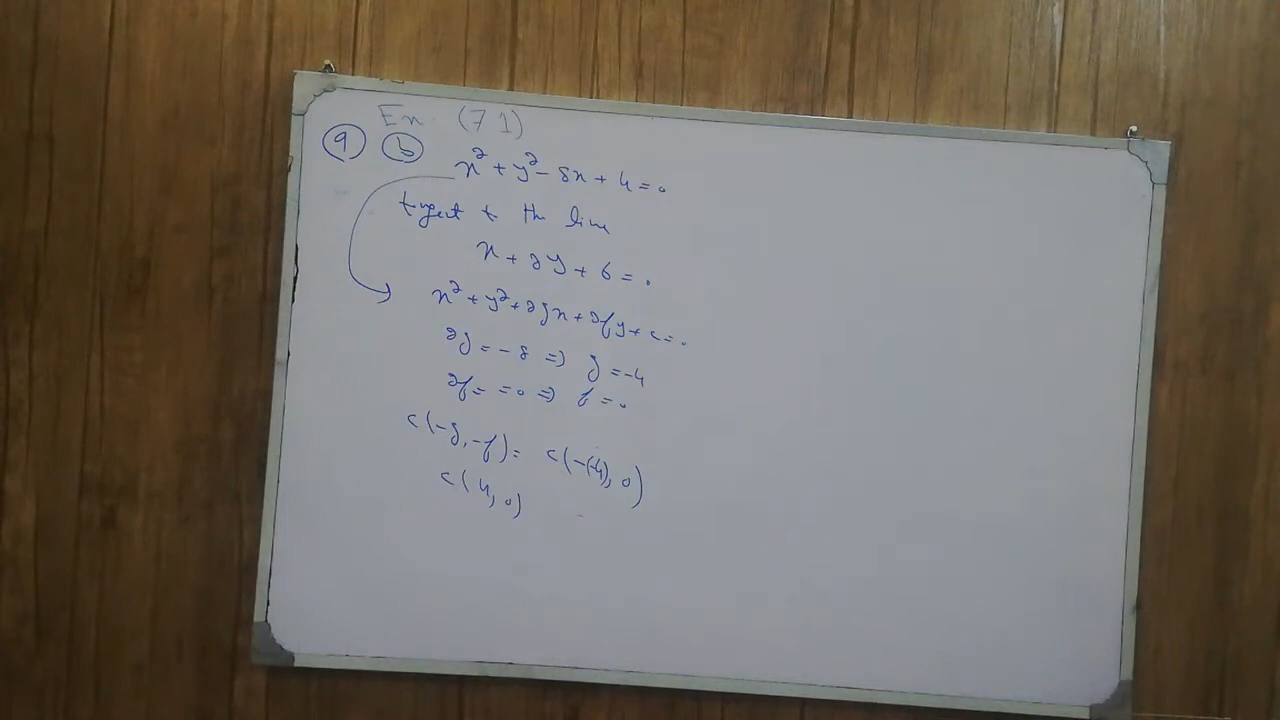 Ex. (7 1)
9 b x² + y² - 8x + 4 = 0
tangent to the line
x + 2y + 6 = 0
x² + y² + 2gx + 2fy + c = 0
2g = -8 => g = -4
2f = = 0 => f = 0
c(-g, -f) = c(-(-4), 0)
c(4, 0)